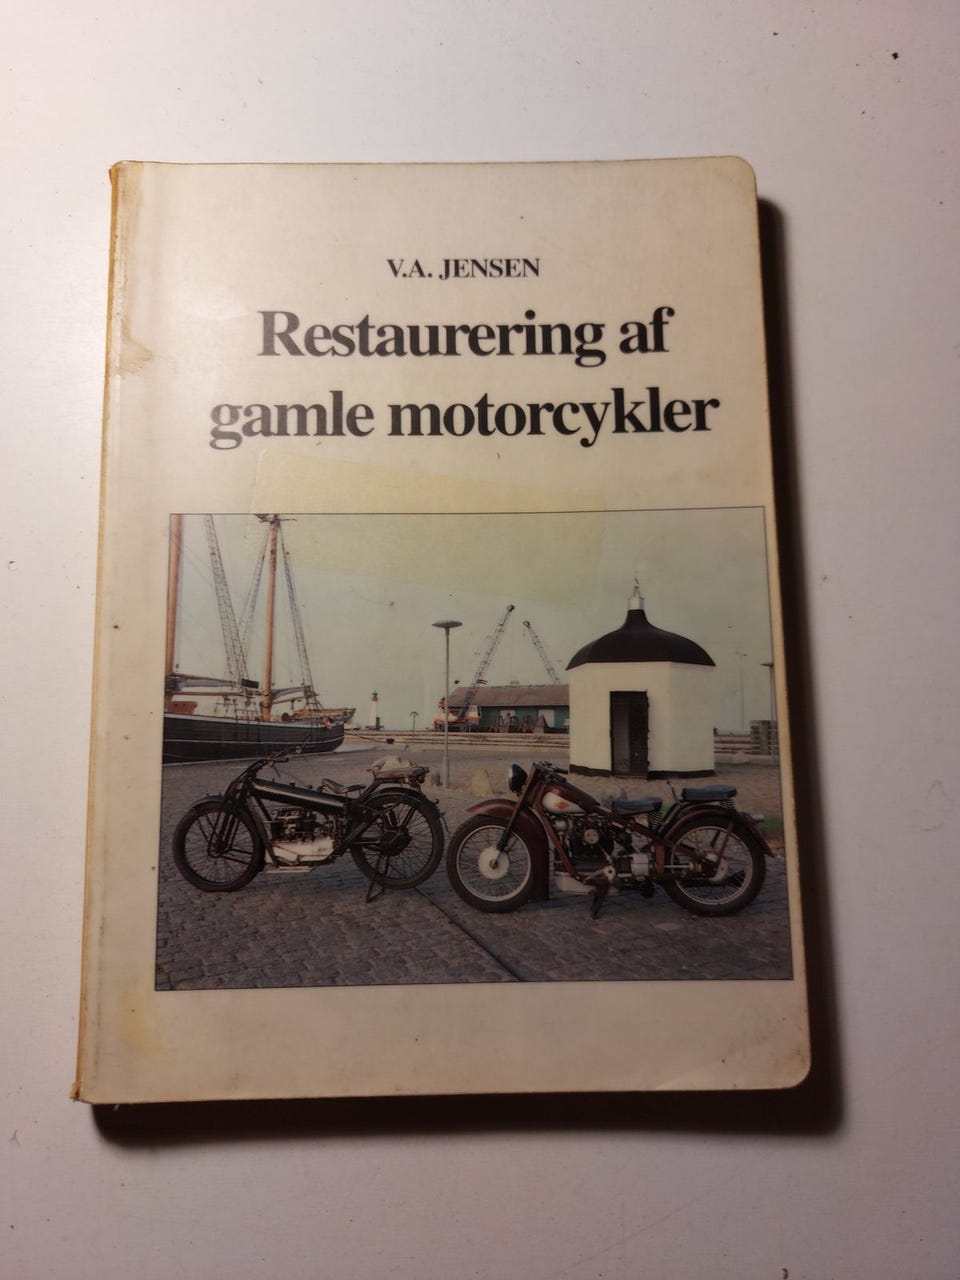 V.A. JENSEN
Restaurering af
gamle motorcykler